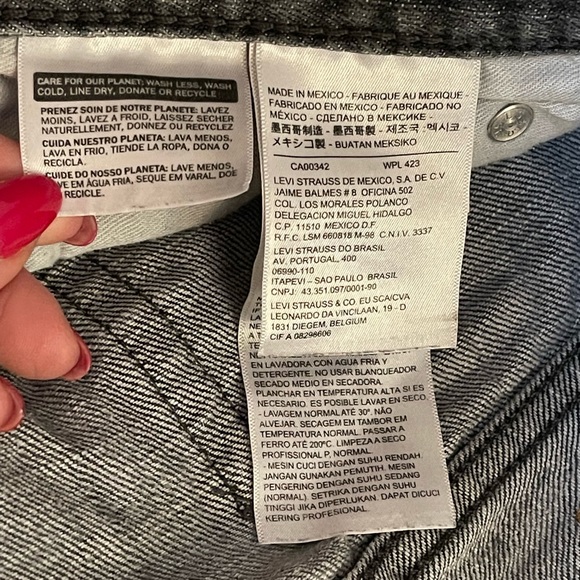 CARE FOR OUR PLANET: WASH LESS, WASH
COLD, LINE DRY, DONATE OR RECYCLE
PRENEZ SOIN DE NOTRE PLANETE: LAVEZ
MOINS, LAVEZ A FROID, LAISSEZ SECHER
NATURELLEMENT, DONNEZ OU RECYCLEZ.
CUIDA NUESTRO PLANETA: LAVA MENOS,
LAVA EN FRIO, TIENDE LA ROPA, DONA O
RECICLA.
CUIDE DO NOSSO PLANETA: LAVE MENOS,
EM ÁGUA FRIA, SEQUE EM VARAL, DOE
RECICLE.
MADE IN MEXICO - FABRIQUE AU MEXIQUE -
FABRICADO EN MEXICO - FABRICADO NO
MÉXICO - СДЕЛАНО В МЕКСИКЕ -
墨西哥制造 - 墨西哥製 - 제조국 : 멕시코
メキシコ製 - BUATAN MEKSIKO
CA00342 WPL 423
LEVI STRAUSS DE MEXICO, S.A. DE C.V.
JAIME BALMES # 8 OFICINA 502
COL. LOS MORALES POLANCO
DELEGACION MIGUEL HIDALGO
C.P. 11510 MEXICO D.F.
R.F.C. LSM 660818 M-98 C.N.I.V. 3337
LEVI STRAUSS DO BRASIL
AV. PORTUGAL, 400
06990-110
ITAPEVI - SAO PAULO BRASIL
CNPJ: 43.351.097/0001-90
LEVI STRAUSS & CO. EU SCA/CVA
LEONARDO DA VINCILAAN, 19 - D
1831 DIEGEM, BELGIUM
CIF A 08298606
EN LAVADORA CON AGUA FRIA Y
DETERGENTE. NO USAR BLANQUEADOR.
SECADO MEDIO EN SECADORA.
PLANCHAR EN TEMPERATURA ALTA SI ES
NECESARIO. ES POSIBLE LAVAR EN SECO.
- LAVAGEM NORMAL ATÉ 30°. NÃO
ALVEJAR. SECAGEM EM TAMBOR EM
TEMPERATURA NORMAL. PASSAR A
FERRO ATÉ 200°C. LIMPEZA A SECO
PROFISSIONAL P, NORMAL.
- MESIN CUCI DENGAN SUHU RENDAH.
JANGAN GUNAKAN PEMUTIH. MESIN
PENGERING DENGAN SUHU SEDANG
(NORMAL). SETRIKA DENGAN SUHU
TINGGI JIKA DIPERLUKAN. DAPAT DICUCI
KERING PROFESIONAL.